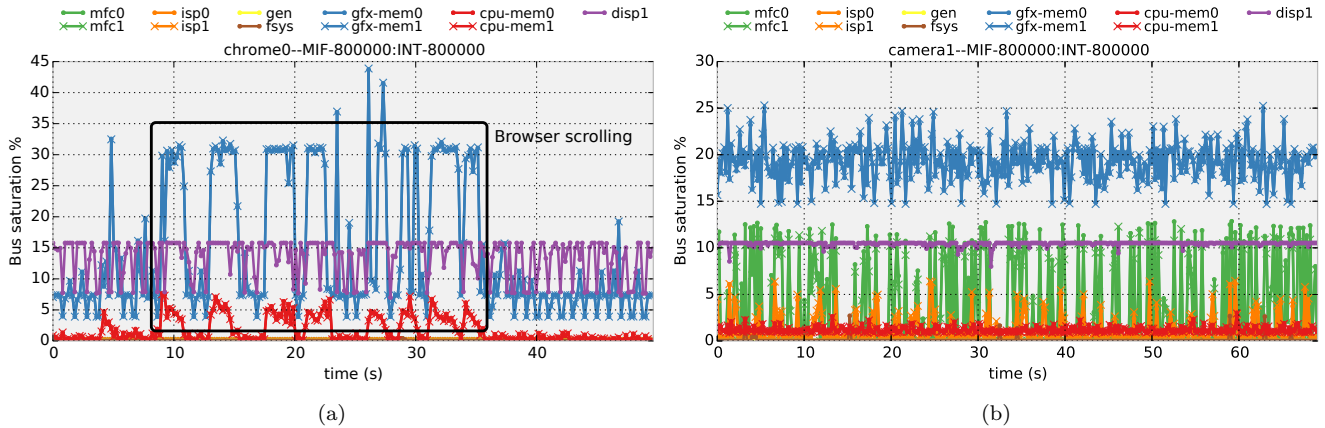 mfc0 isp0 gen gfx-mem0 cpu-mem0 disp1
mfc1 isp1 fsys gfx-mem1 cpu-mem1
chrome0--MIF-800000:INT-800000
Bus saturation %
45
40
35
30
25
20
15
10
5
0
Browser scrolling
0 10 20 30 40
time (s)
(a)
mfc0 isp0 gen gfx-mem0 cpu-mem0 disp1
mfc1 isp1 fsys gfx-mem1 cpu-mem1
camera1--MIF-800000:INT-800000
Bus saturation %
30
25
20
15
10
5
0
0 10 20 30 40 50 60
time (s)
(b)